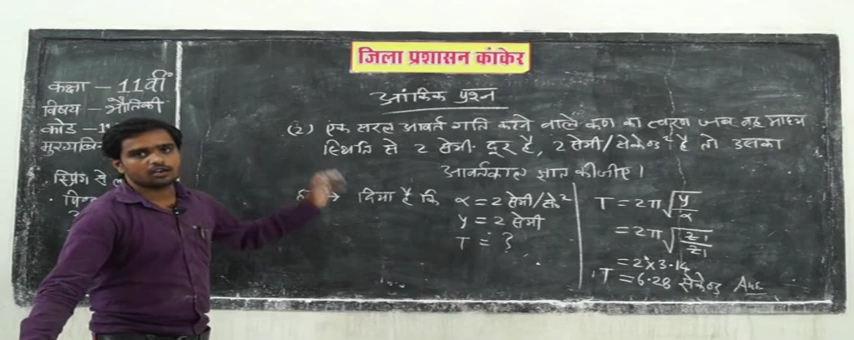 जिला प्रशासन कांकेर
कक्षा - 11वीं
विषय - भौतिकी
कोड - 11
स्प्रिंग से ल
आंकिक प्रश्न
(2) एक सरल आवर्त गति करने वाले कण का त्वरण जब वह माध्य
स्थिति से 2 सेमी. दूर है, 2 सेमी/सेकेन्ड² है तो उसका
आवर्तकाल ज्ञात कीजीए।
→ दिया है कि α = 2 सेमी/से²
y = 2 सेमी
T = ?
T = 2π√y/α
= 2π√2/2
= 2×3.14
T = 6.28 सेकेन्ड Ans